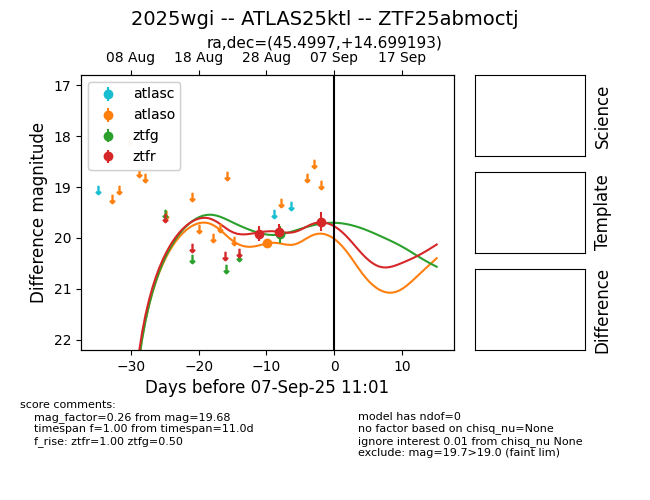 2025wgi -- ATLAS25ktl -- ZTF25abmoctj
ra,dec=(45.4997,+14.699193)
08 Aug 18 Aug 28 Aug 07 Sep 17 Sep
17
18
19
20
21
22
Difference magnitude
atlasc
atlaso
ztfg
ztfr
−30 −20 −10 0 10
Days before 07-Sep-25 11:01
Science
Template
Difference
score comments:
mag_factor=0.26 from mag=19.68
timespan f=1.00 from timespan=11.0d
f_rise: ztfr=1.00 ztfg=0.50
model has ndof=0
no factor based on chisq_nu=None
ignore interest 0.01 from chisq_nu None
exclude: mag=19.7>19.0 (faint lim)